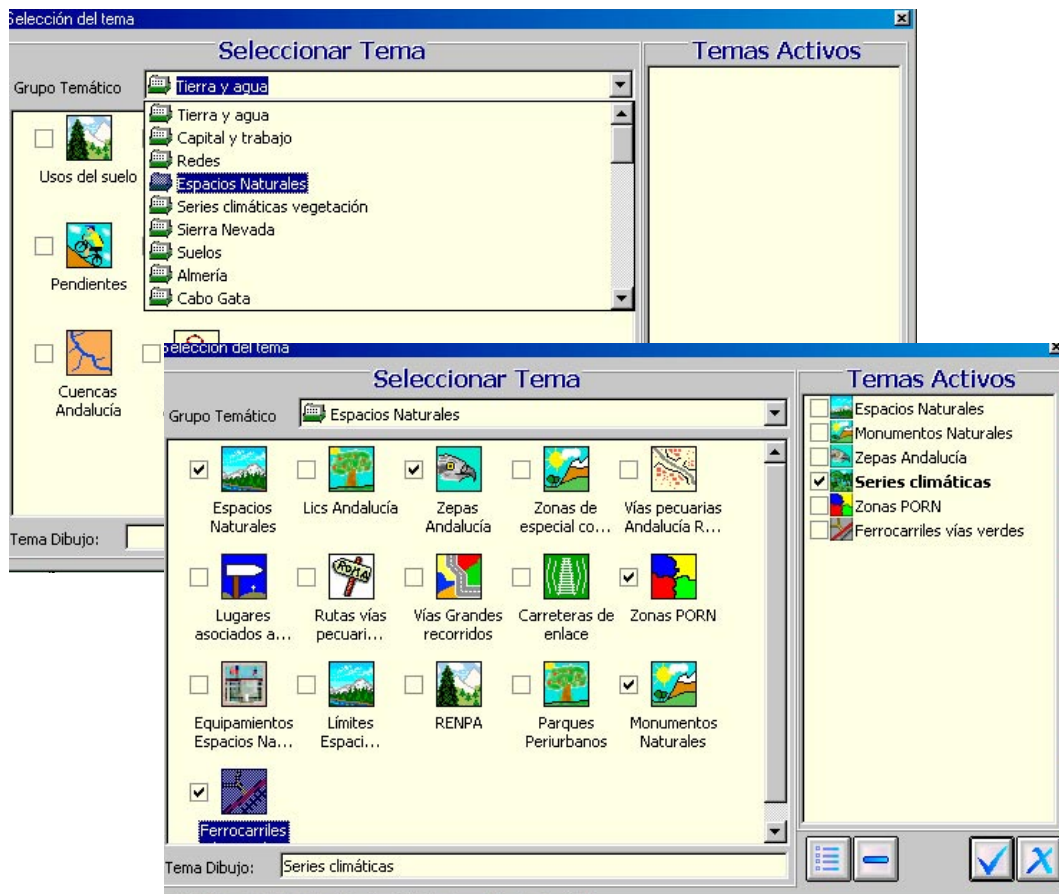 Selección del tema
Seleccionar Tema
Temas Activos
Grupo Temático
Tierra y agua
Tierra y agua
Capital y trabajo
Redes
Espacios Naturales
Series climáticas vegetación
Sierra Nevada
Suelos
Almería
Cabo Gata
Usos del suelo
Pendientes
Cuencas
Andalucía
Tema Dibujo:
Selección del tema
Seleccionar Tema
Temas Activos
Grupo Temático
Espacios Naturales
Espacios
Naturales
Lics Andalucía
Zepas
Andalucía
Zonas de
especial co...
Vías pecuarias
Andalucía R...
Lugares
asociados a...
ROMA
Rutas vías
pecuari...
Vías Grandes
recorridos
Carreteras de
enlace
Zonas PORN
Equipamientos
Espacios Na...
Límites
Espaci...
RENPA
Parques
Periurbanos
Monumentos
Naturales
Ferrocarriles
Tema Dibujo:
Series climáticas
Espacios Naturales
Monumentos Naturales
Zepas Andalucía
Series climáticas
Zonas PORN
Ferrocarriles vías verdes